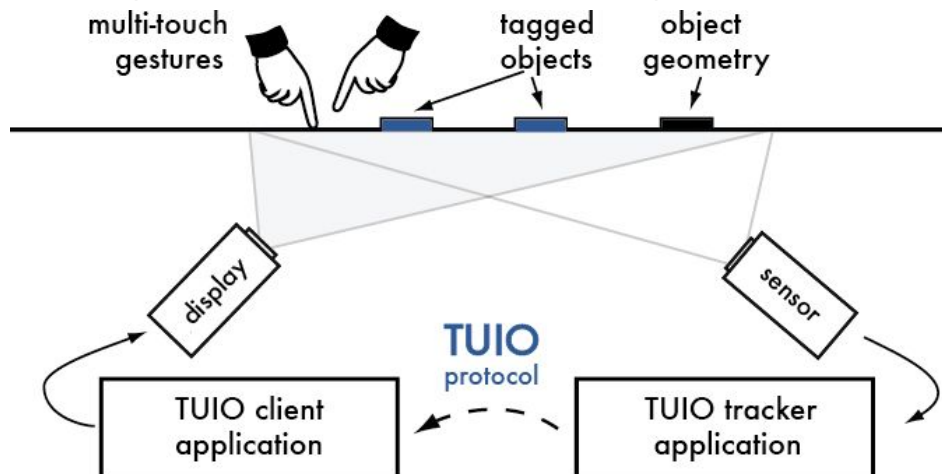 multi-touch
gestures
tagged
objects
object
geometry
display
sensor
TUIO
protocol
TUIO client
application
TUIO tracker
application